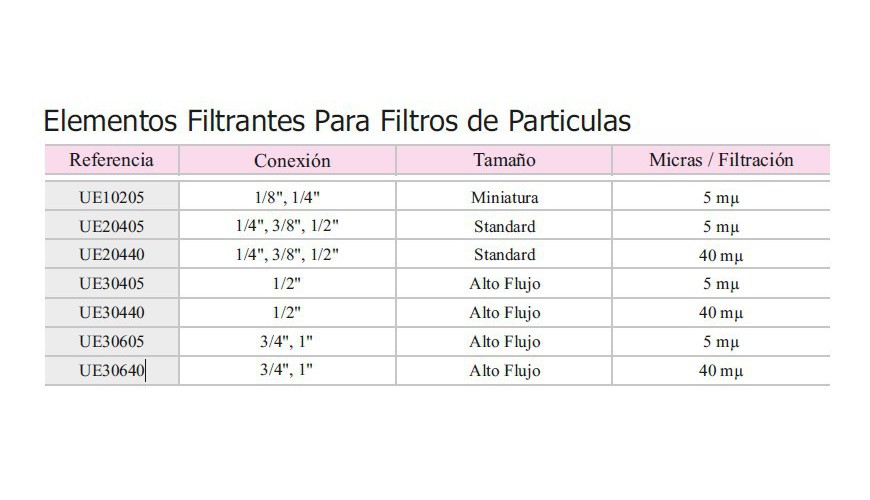 Elementos Filtrantes Para Filtros de Particulas
Referencia Conexión Tamaño Micras / Filtración
UE10205 1/8", 1/4" Miniatura 5 mµ
UE20405 1/4", 3/8", 1/2" Standard 5 mµ
UE20440 1/4", 3/8", 1/2" Standard 40 mµ
UE30405 1/2" Alto Flujo 5 mµ
UE30440 1/2" Alto Flujo 40 mµ
UE30605 3/4", 1" Alto Flujo 5 mµ
UE30640 3/4", 1" Alto Flujo 40 mµ